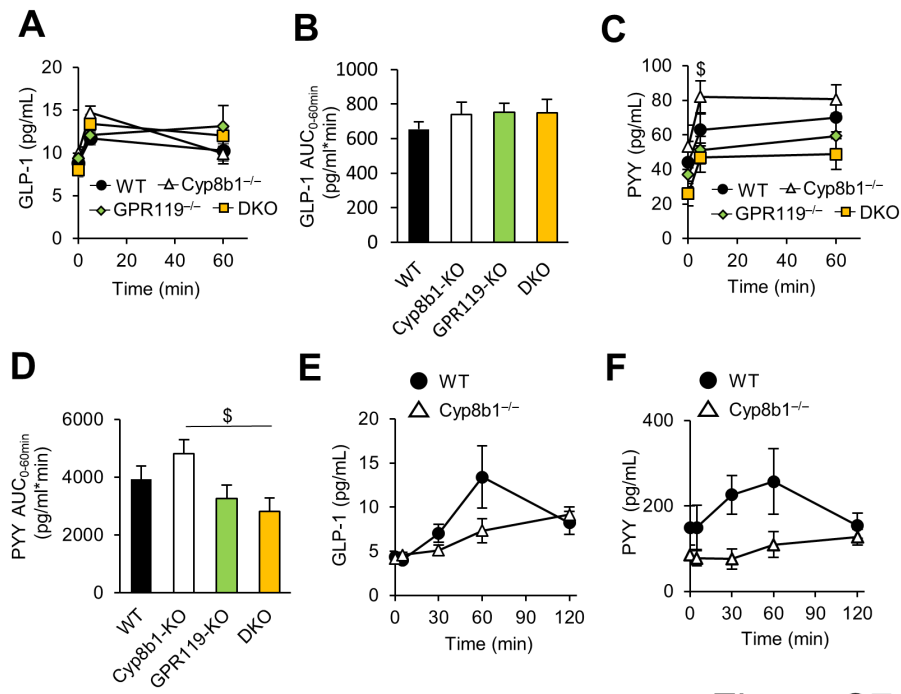 A
GLP-1 (pg/mL)
20
15
10
5
0
WT
Cyp8b1–/–
GPR119–/–
DKO
0 20 40 60
Time (min)
B
GLP-1 AUC0-60min
(pg/ml*min)
1000
800
600
400
200
0
WT
Cyp8b1-KO
GPR119-KO
DKO
C
PYY (pg/mL)
100
80
60
40
20
0
$
WT
Cyp8b1–/–
GPR119–/–
DKO
0 20 40 60
Time (min)
D
PYY AUC0-60min
(pg/ml*min)
6000
4000
2000
0
$
WT
Cyp8b1-KO
GPR119-KO
DKO
E
WT
Cyp8b1–/–
GLP-1 (pg/mL)
20
15
10
5
0
0 30 60 90 120
Time (min)
F
WT
Cyp8b1–/–
PYY (pg/mL)
400
200
0
0 30 60 90 120
Time (min)